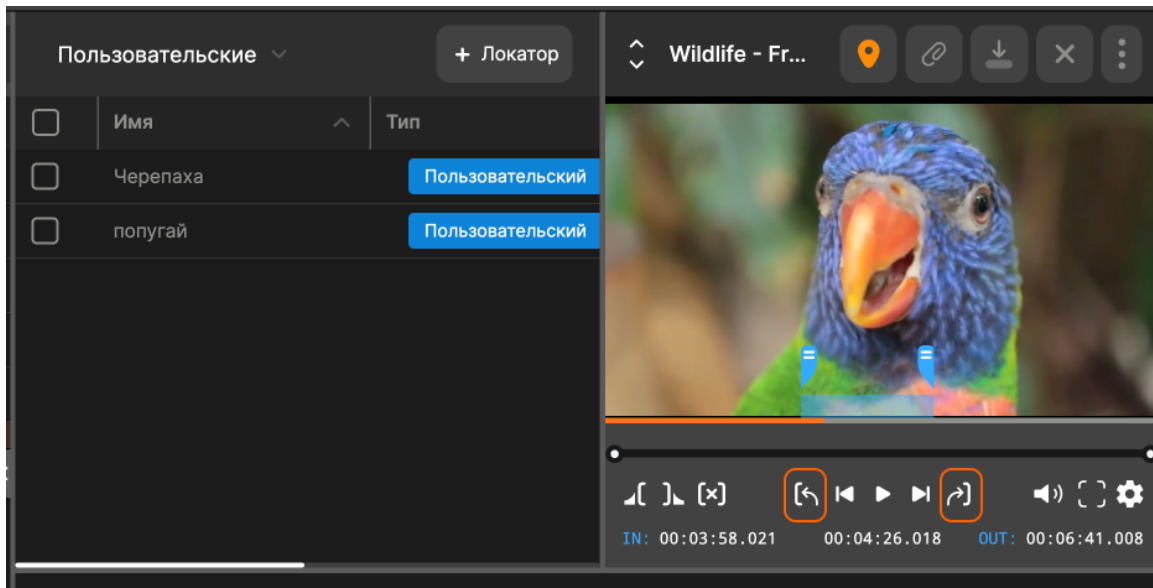 Пользовательские
+ Локатор
Wildlife - Fr...
Имя
Тип
Черепаха
Пользовательский
попугай
Пользовательский
IN: 00:03:58.021
00:04:26.018
OUT: 00:06:41.008